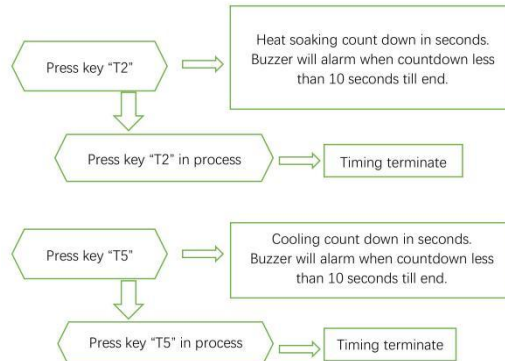 Press key “T2”
Heat soaking count down in seconds.
Buzzer will alarm when countdown less
than 10 seconds till end.
Press key “T2” in process
Timing terminate
Press key “T5”
Cooling count down in seconds.
Buzzer will alarm when countdown less
than 10 seconds till end.
Press key “T5” in process
Timing terminate